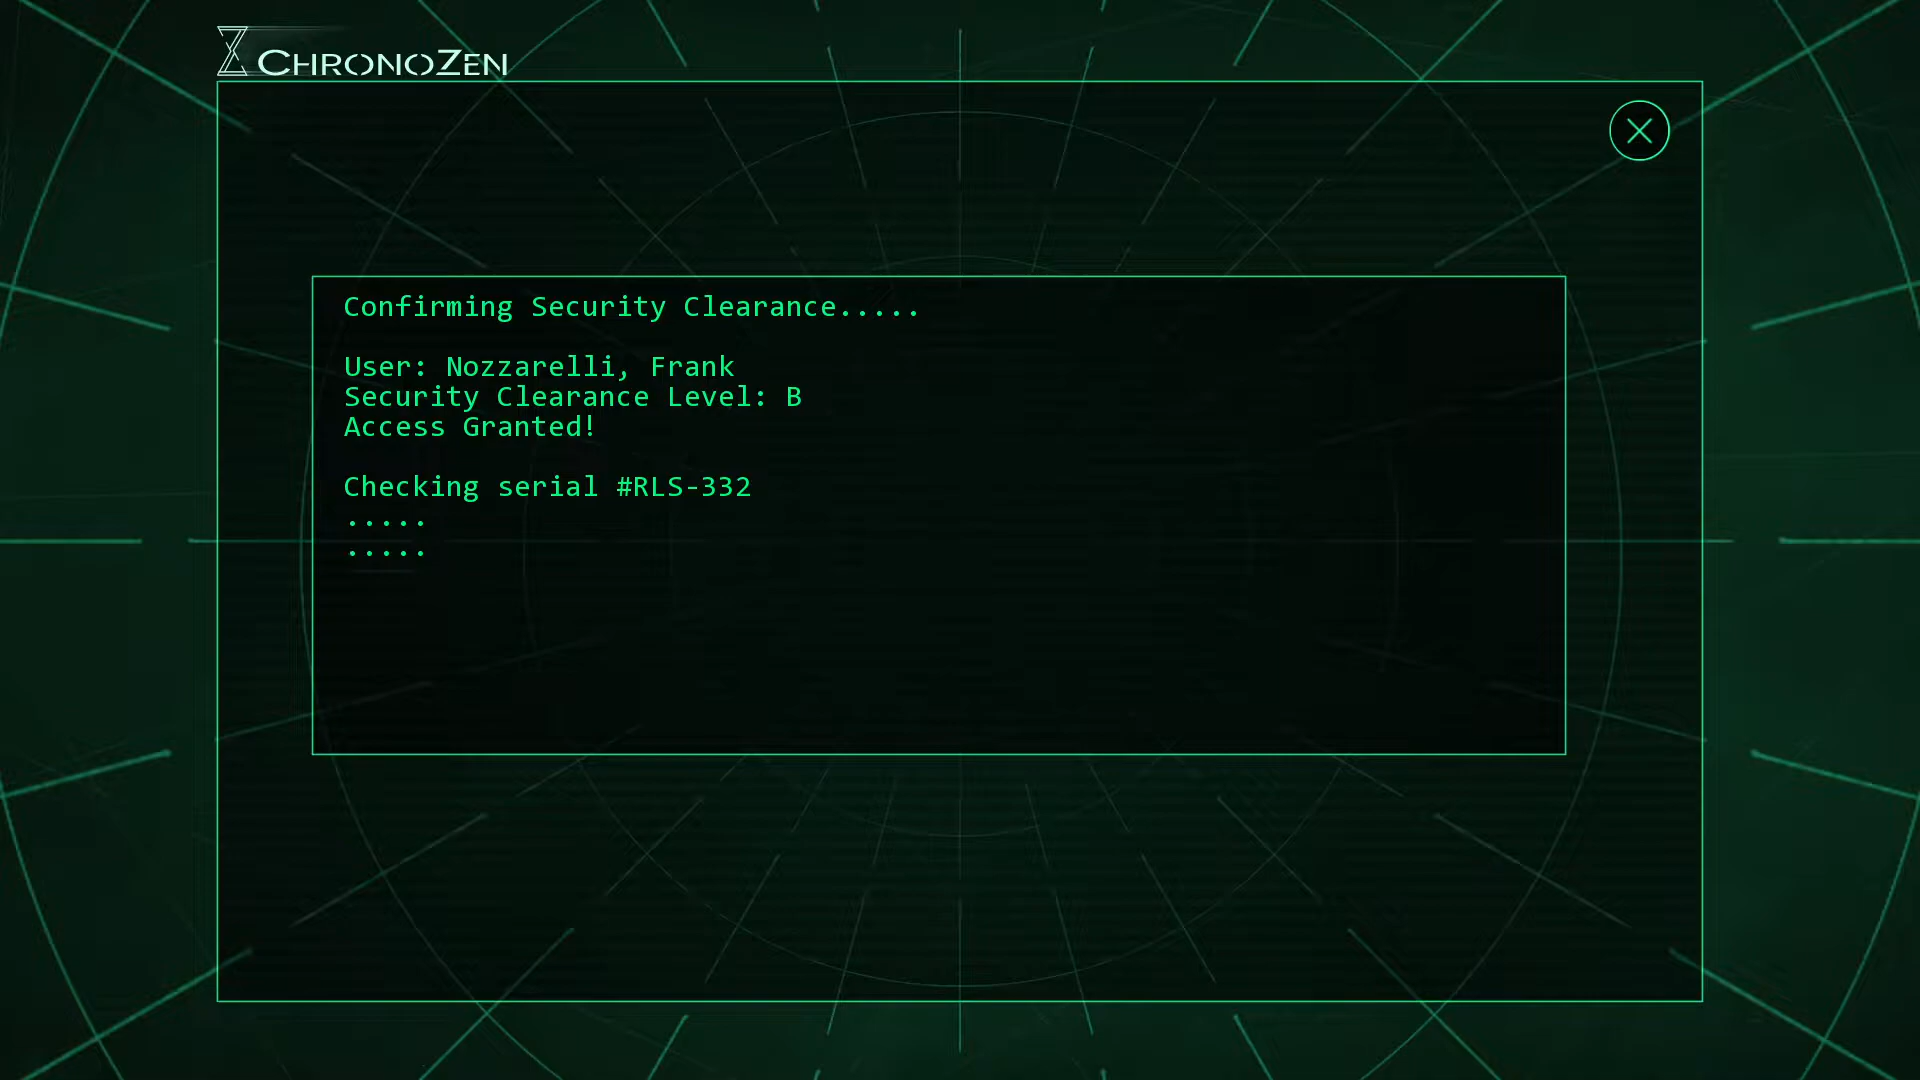 ChronoZen
Confirming Security Clearance.....
User: Nozzarelli, Frank
Security Clearance Level: B
Access Granted!
Checking serial #RLS-332
.....
.....